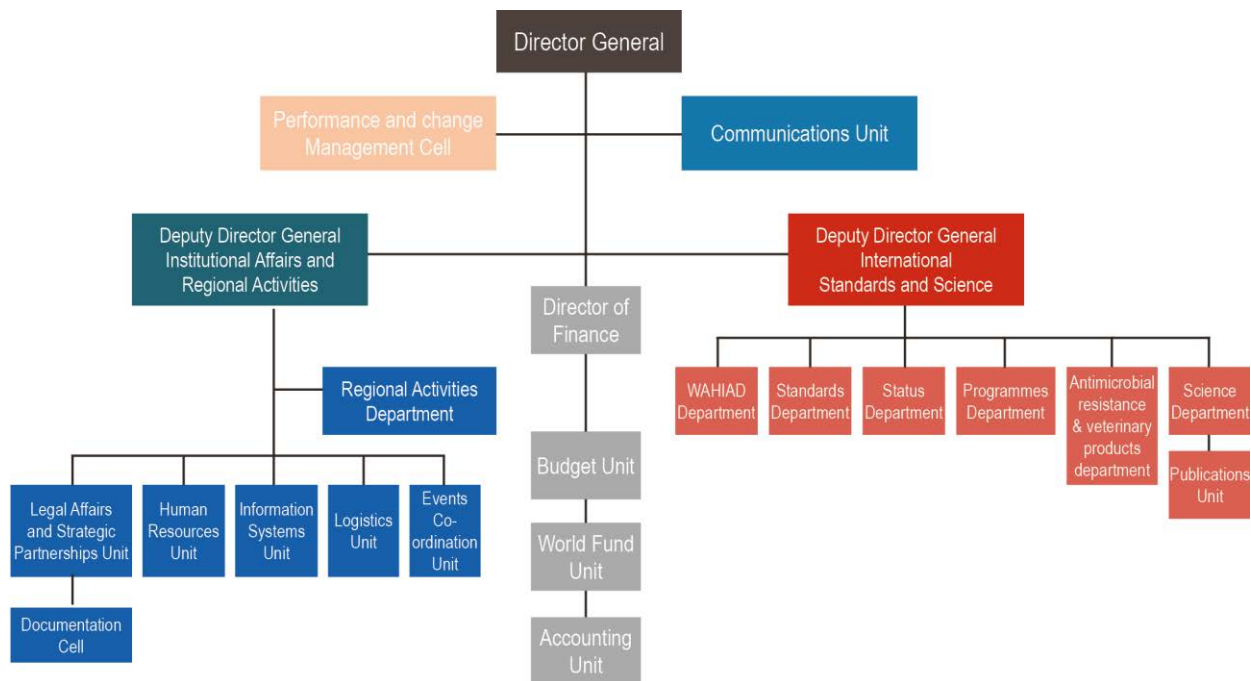 Director General
Performance and change
Management Cell
Communications Unit
Deputy Director General
Institutional Affairs and
Regional Activities
Deputy Director General
International
Standards and Science
Director of
Finance
Regional Activities
Department
WAHIAD
Department
Standards
Department
Status
Department
Programmes
Department
Antimicrobial
resistance
& veterinary
products
department
Science
Department
Publications
Unit
Budget Unit
Legal Affairs
and Strategic
Partnerships Unit
Human
Resources
Unit
Information
Systems Unit
Logistics
Unit
Events
Co-
ordination
Unit
World Fund
Unit
Documentation
Cell
Accounting
Unit